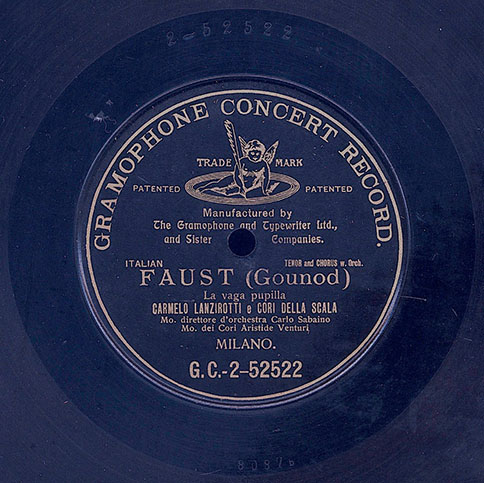 2-52522
GRAMOPHONE CONCERT RECORD.
TRADE MARK
PATENTED PATENTED
Manufactured by
The Gramophone and Typewriter Ltd.,
and Sister Companies.
ITALIAN TENOR and CHORUS w. Orch.
FAUST (Gounod)
La vaga pupilla
CARMELO LANZIROTTI e CORI DELLA SCALA
Mo. direttore d'orchestra Carlo Sabaino
Mo. dei Cori Aristide Venturi
MILANO.
G.C.-2-52522